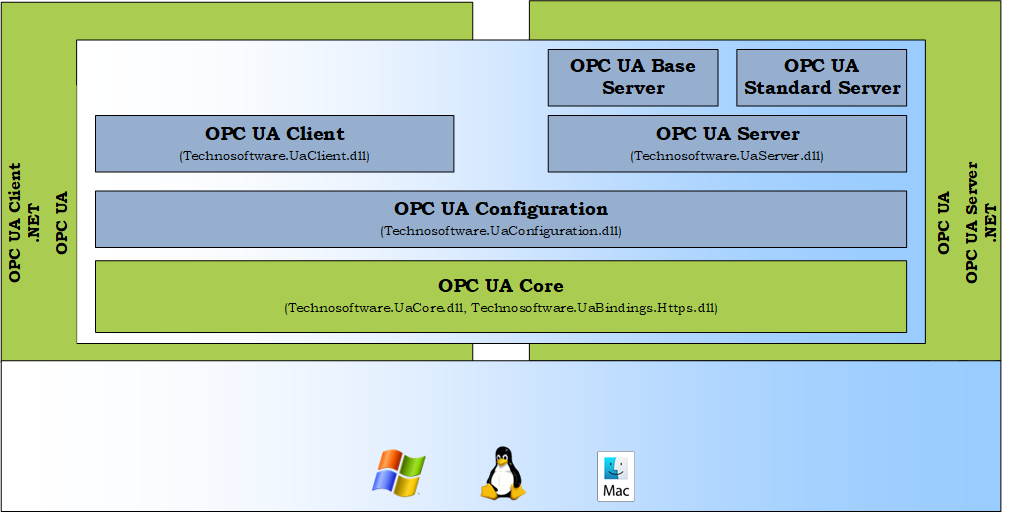 OPC UA Base
Server
OPC UA
Standard Server
OPC UA Client
(Technosoftware.UaClient.dll)
OPC UA Server
(Technosoftware.UaServer.dll)
OPC UA Client
.NET
OPC UA
OPC UA Configuration
(Technosoftware.UaConfiguration.dll)
OPC UA
OPC UA Server
.NET
OPC UA Core
(Technosoftware.UaCore.dll, Technosoftware.UaBindings.Https.dll)
Mac